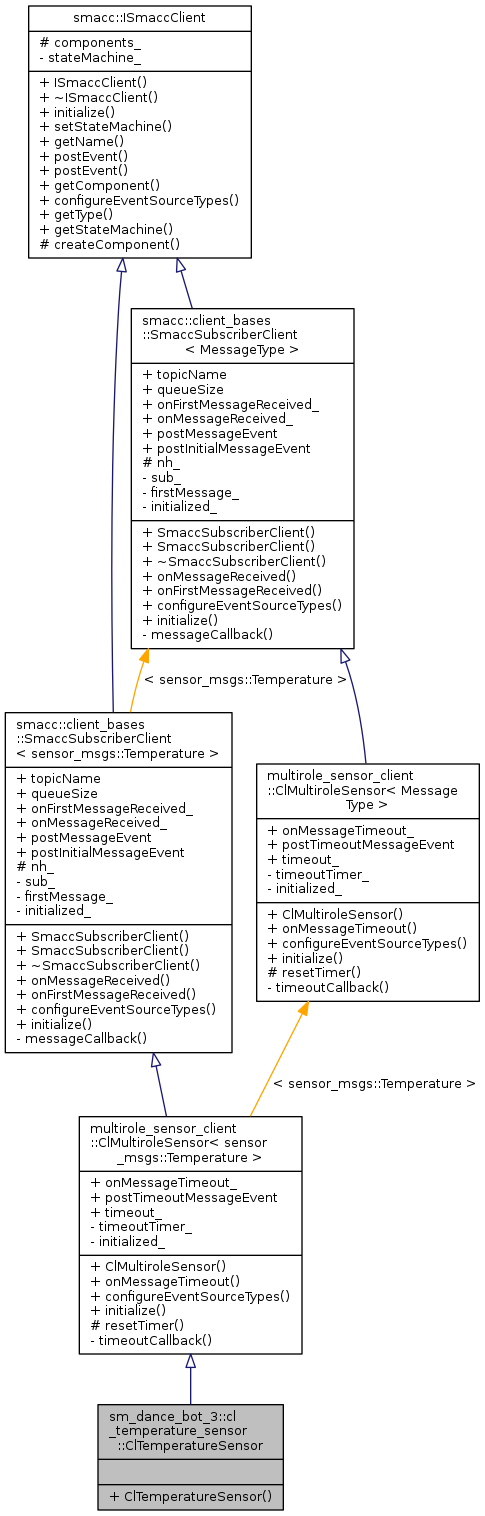 smacc::ISmaccClient
# components_
- stateMachine_
+ ISmaccClient()
+ ~ISmaccClient()
+ initialize()
+ setStateMachine()
+ getName()
+ postEvent()
+ postEvent()
+ getComponent()
+ configureEventSourceTypes()
+ getType()
+ getStateMachine()
# createComponent()
smacc::client_bases
::SmaccSubscriberClient
< MessageType >
+ topicName
+ queueSize
+ onFirstMessageReceived_
+ onMessageReceived_
+ postMessageEvent
+ postInitialMessageEvent
# nh_
- sub_
- firstMessage_
- initialized_
+ SmaccSubscriberClient()
+ SmaccSubscriberClient()
+ ~SmaccSubscriberClient()
+ onMessageReceived()
+ onFirstMessageReceived()
+ configureEventSourceTypes()
+ initialize()
- messageCallback()
< sensor_msgs::Temperature >
smacc::client_bases
::SmaccSubscriberClient
< sensor_msgs::Temperature >
+ topicName
+ queueSize
+ onFirstMessageReceived_
+ onMessageReceived_
+ postMessageEvent
+ postInitialMessageEvent
# nh_
- sub_
- firstMessage_
- initialized_
+ SmaccSubscriberClient()
+ SmaccSubscriberClient()
+ ~SmaccSubscriberClient()
+ onMessageReceived()
+ onFirstMessageReceived()
+ configureEventSourceTypes()
+ initialize()
- messageCallback()
multirole_sensor_client
::ClMultiroleSensor< Message
Type >
+ onMessageTimeout_
+ postTimeoutMessageEvent
+ timeout_
- timeoutTimer_
- initialized_
+ ClMultiroleSensor()
+ onMessageTimeout()
+ configureEventSourceTypes()
+ initialize()
# resetTimer()
- timeoutCallback()
< sensor_msgs::Temperature >
multirole_sensor_client
::ClMultiroleSensor< sensor
_msgs::Temperature >
+ onMessageTimeout_
+ postTimeoutMessageEvent
+ timeout_
- timeoutTimer_
- initialized_
+ ClMultiroleSensor()
+ onMessageTimeout()
+ configureEventSourceTypes()
+ initialize()
# resetTimer()
- timeoutCallback()
sm_dance_bot_3::cl
_temperature_sensor
::ClTemperatureSensor
+ ClTemperatureSensor()